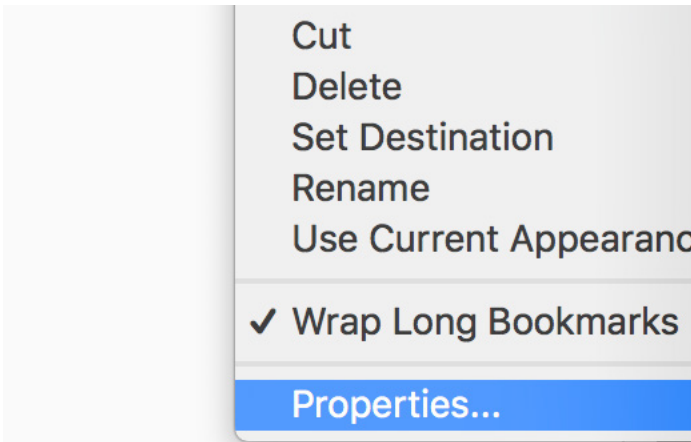 Cut
Delete
Set Destination
Rename
Use Current Appearanc
✓ Wrap Long Bookmarks
Properties...